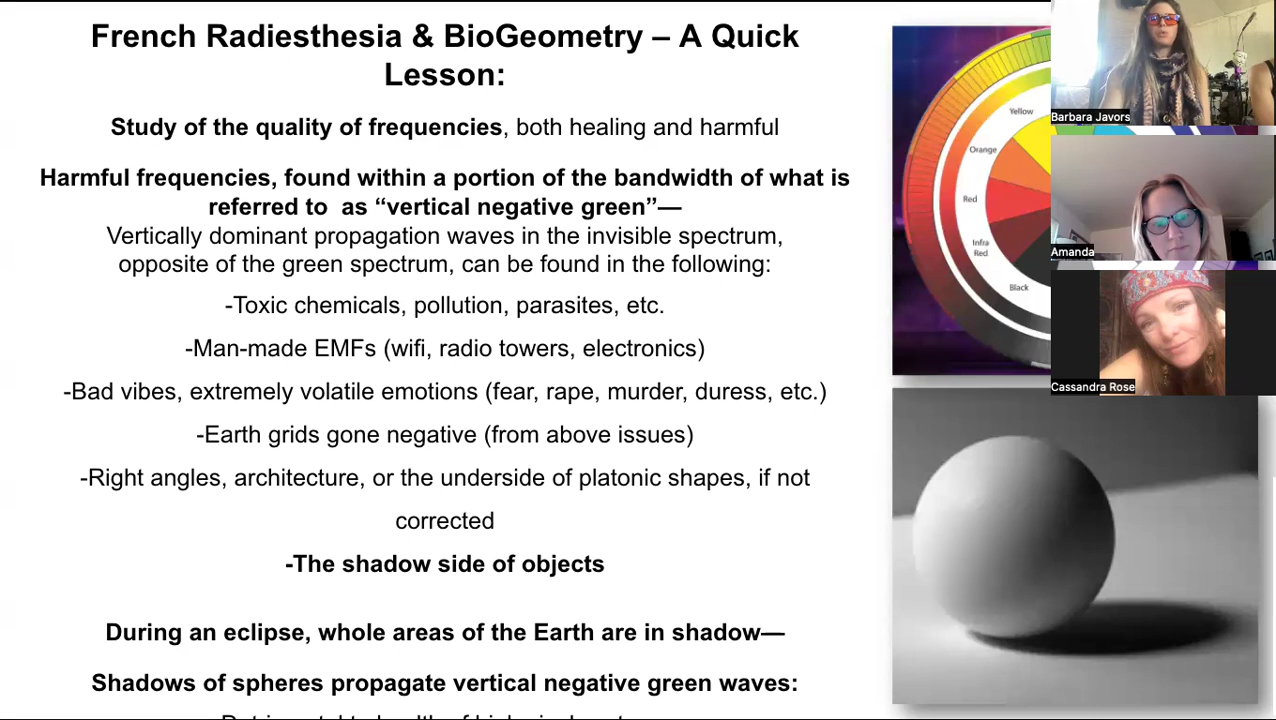 French Radiesthesia & BioGeometry – A Quick
Lesson:
Study of the quality of frequencies, both healing and harmful
Harmful frequencies, found within a portion of the bandwidth of what is
referred to  as “vertical negative green”—
Vertically dominant propagation waves in the invisible spectrum,
opposite of the green spectrum, can be found in the following:
-Toxic chemicals, pollution, parasites, etc.
-Man-made EMFs (wifi, radio towers, electronics)
-Bad vibes, extremely volatile emotions (fear, rape, murder, duress, etc.)
-Earth grids gone negative (from above issues)
-Right angles, architecture, or the underside of platonic shapes, if not
corrected
-The shadow side of objects
During an eclipse, whole areas of the Earth are in shadow—
Shadows of spheres propagate vertical negative green waves:
Yellow
Orange
Red
Infra
Red
Black
Barbara Javors
Amanda
Cassandra Rose